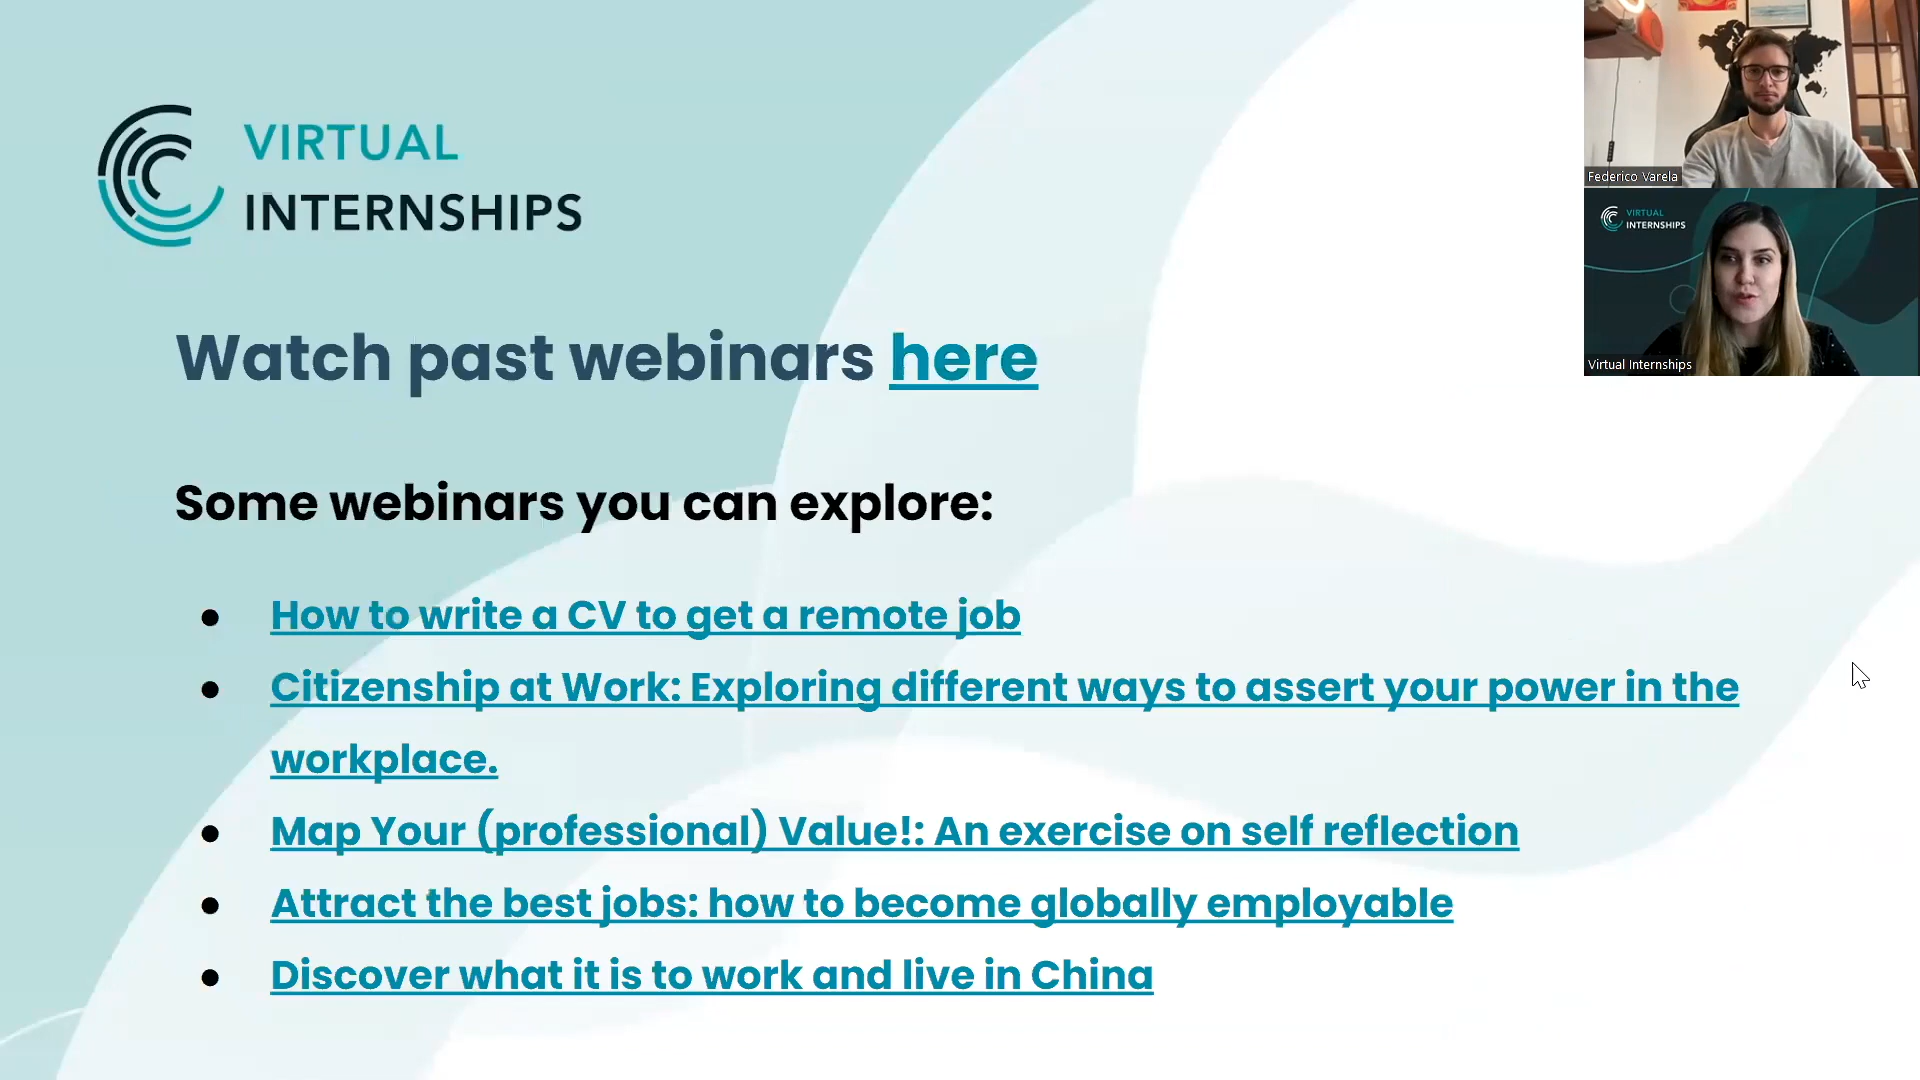 VIRTUAL
INTERNSHIPS
Watch past webinars here
Some webinars you can explore:
● How to write a CV to get a remote job
● Citizenship at Work: Exploring different ways to assert your power in the
workplace.
● Map Your (professional) Value!: An exercise on self reflection
● Attract the best jobs: how to become globally employable
● Discover what it is to work and live in China
Federico Varela
VIRTUAL
INTERNSHIPS
Virtual Internships